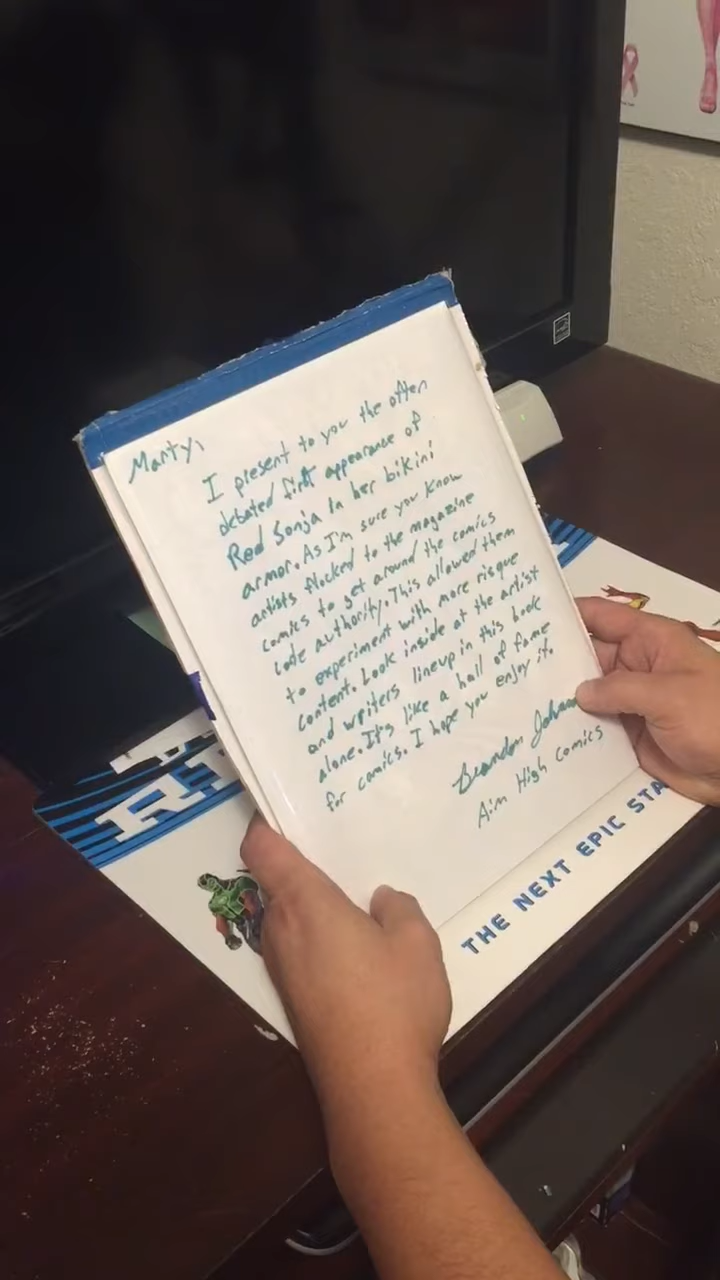 Marty,
I present to you the often
debated first appearance of
Red Sonja in her bikini
armor. As I'm sure you know
artists flocked to the magazine
comics to get around the comics
code authority. This allowed them
to experiment with more risque
content. Look inside at the artist
and writers lineup in this book
alone. It's like a hall of fame
for comics. I hope you enjoy it.
Brandon
Aim High Comics
THE NEXT EPIC STA